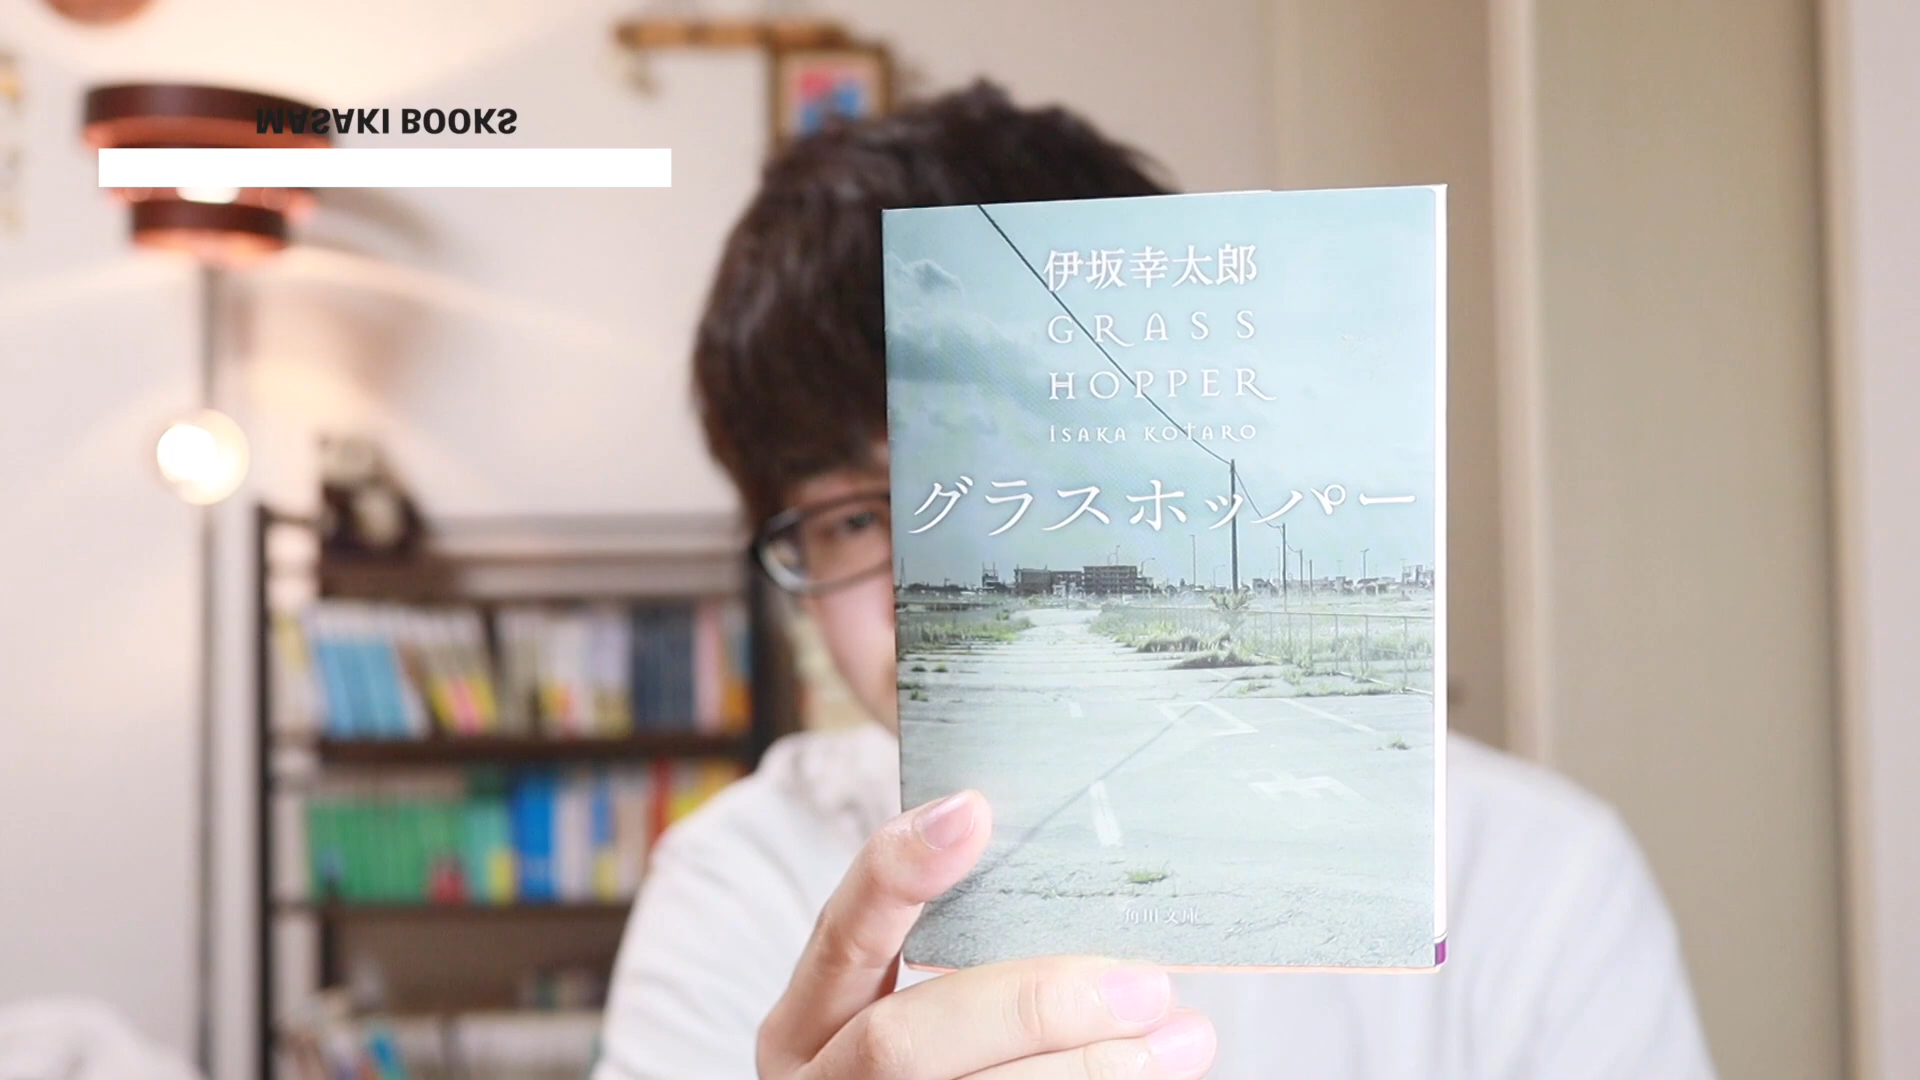 MASAKI BOOKS
伊坂幸太郎
GRASS
HOPPER
ISAKA KOTARO
グラスホッパー
角川文庫